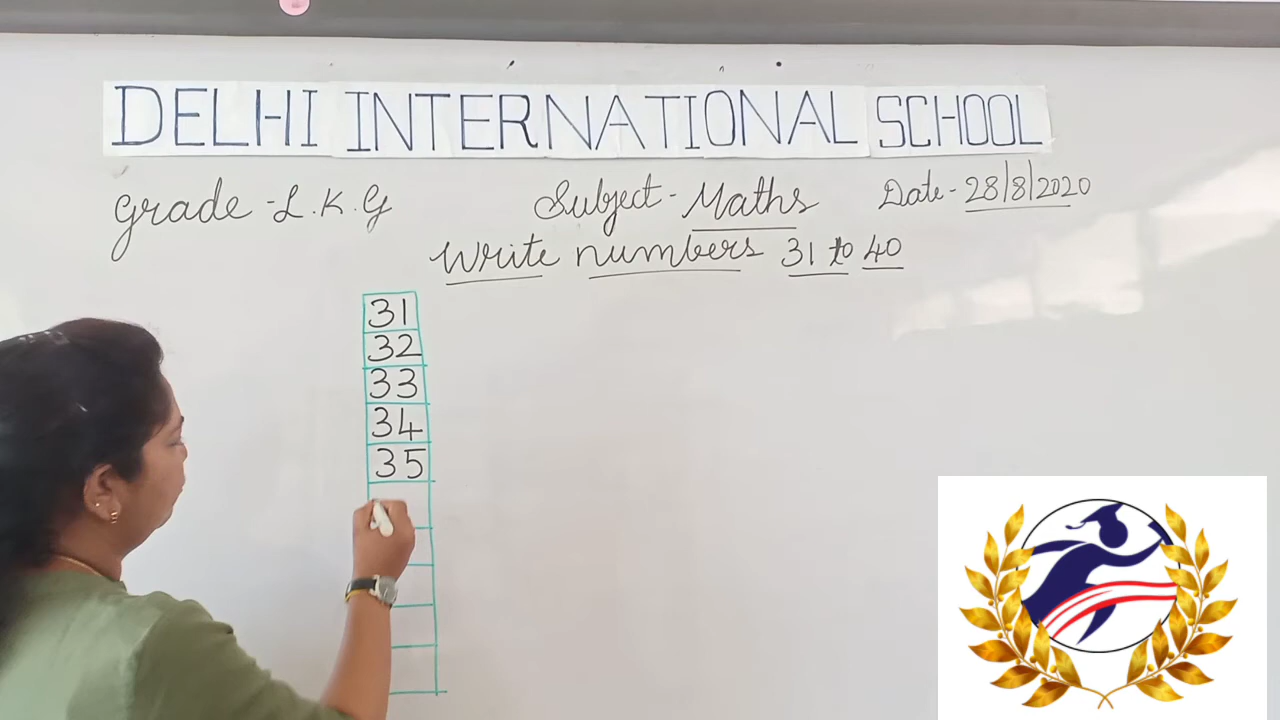 DELHI INTERNATIONAL SCHOOL
Grade - L.K.G Subject - Maths Date - 28/8/2020
Write numbers 31 to 40
31
32
33
34
35